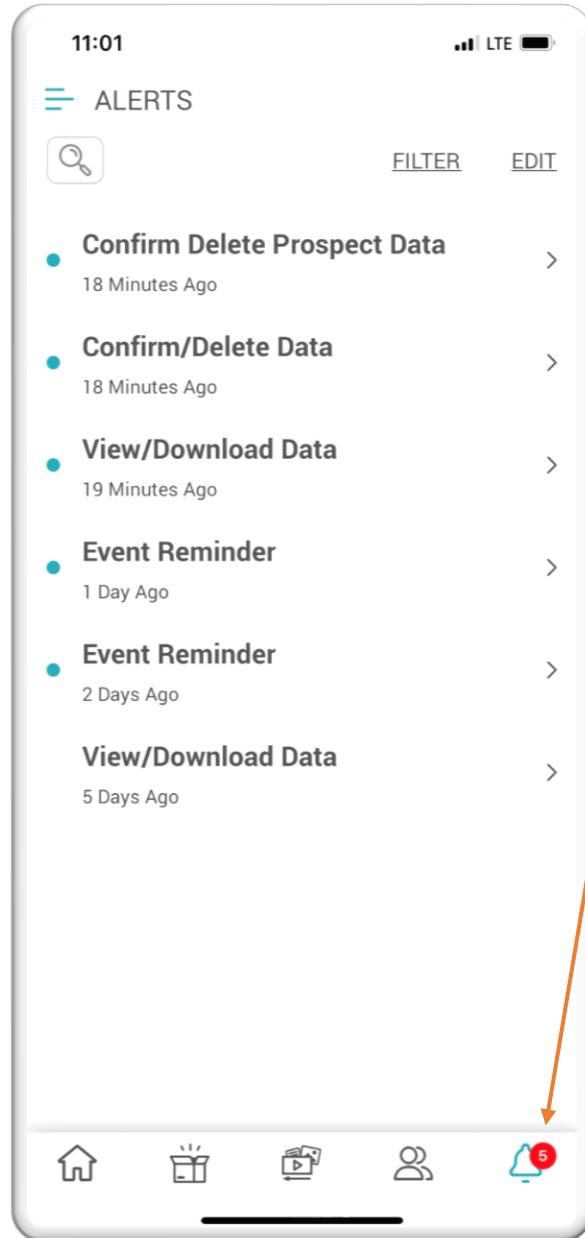 11:01 LTE
ALERTS
FILTER EDIT
Confirm Delete Prospect Data
18 Minutes Ago
Confirm/Delete Data
18 Minutes Ago
View/Download Data
19 Minutes Ago
Event Reminder
1 Day Ago
Event Reminder
2 Days Ago
View/Download Data
5 Days Ago
5